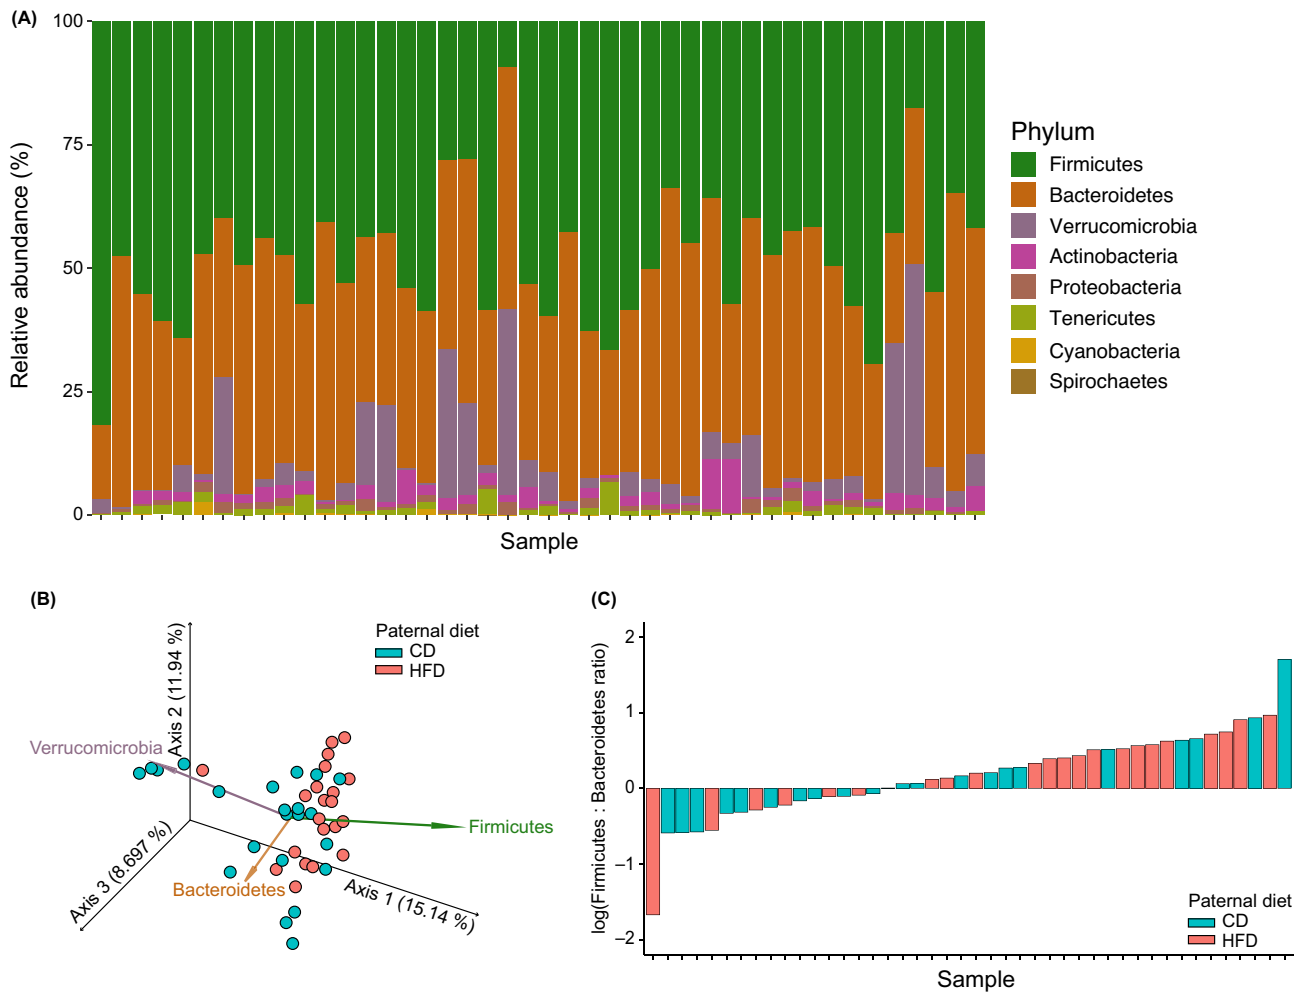 (A)
100
75
50
25
0
Relative abundance (%)
Sample
Phylum
Firmicutes
Bacteroidetes
Verrucomicrobia
Actinobacteria
Proteobacteria
Tenericutes
Cyanobacteria
Spirochaetes
(B)
Paternal diet
CD
HFD
Axis 2 (11.94 %)
Verrucomicrobia
Firmicutes
Bacteroidetes
Axis 3 (8.697 %)
Axis 1 (15.14 %)
(C)
2
1
0
−1
−2
log(Firmicutes : Bacteroidetes ratio)
Paternal diet
CD
HFD
Sample